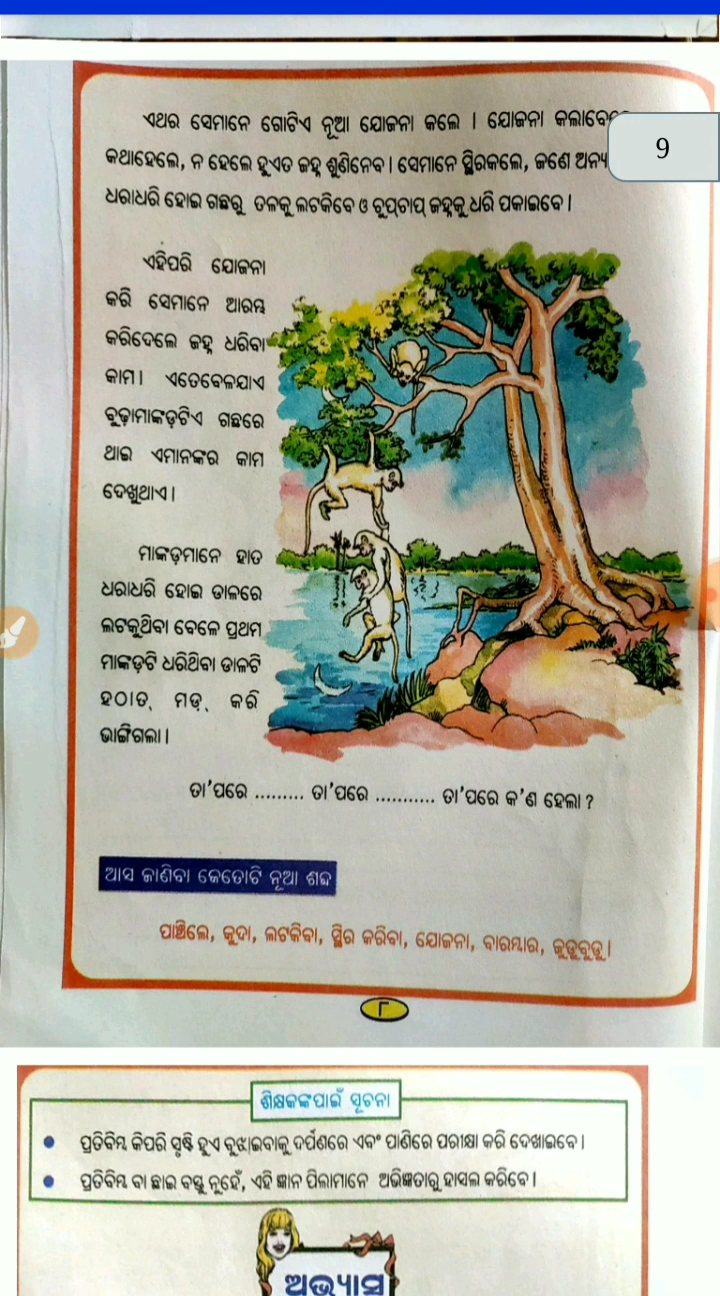 ଏଥର ସେମାନେ ଗୋଟିଏ ନୂଆ ଯୋଜନା କଲେ । ଯୋଜନା
9
କଥାହେଲେ, ନ ହେଲେ ହୁଏତ ଜହ୍ନ ଶୁଣିନେବ । ସେମାନେ ସ୍ଥିରକଲେ, ଜଣେ
ଧରାଧରି ହୋଇ ଗଛରୁ ତଳକୁ ଲଟକିବେ ଓ ଚୁପ୍‌ଚାପ୍ ଜହ୍ନକୁ ଧରି ପକାଇବେ ।
ଏହିପରି ଯୋଜନା
କରି ସେମାନେ ଆରମ୍ଭ
କରିଦେଲେ ଜହ୍ନ ଧରିବା
କାମ । ଏତେବେଳଯାଏ
ବୁଢ଼ାମାଙ୍କଡ଼ଟିଏ ଗଛରେ
ଥାଇ ଏମାନଙ୍କର କାମ
ଦେଖୁଥାଏ ।
ମାଙ୍କଡ଼ମାନେ ହାତ
ଧରାଧରି ହୋଇ ଡାଳରେ
ଲଟକୁଥିବା ବେଳେ ପ୍ରଥମ
ମାଙ୍କଡ଼ଟି ଧରିଥିବା ଡାଳଟି
ହଠାତ୍ ମଡ଼୍ କରି
ଭାଙ୍ଗିଗଲା ।
ତା'ପରେ ......... ତା'ପରେ ........... ତା'ପରେ କ'ଣ ହେଲା ?
ଆସ ଜାଣିବା କେତୋଟି ନୂଆ ଶବ୍ଦ
ପାଞ୍ଚିଲେ, କୁଦା, ଲଟକିବା, ସ୍ଥିର କରିବା, ଯୋଜନା, ବାରମ୍ବାର, ଜୁଡୁବୁଡୁ ।
୮
ଶିକ୍ଷକଙ୍କପାଇଁ ସୂଚନା
● ପ୍ରତିବିମ୍ବ କିପରି ସୃଷ୍ଟି ହୁଏ ବୁଝାଇବାକୁ ଦର୍ପଣରେ ଏବଂ ପାଣିରେ ପରୀକ୍ଷା କରି ଦେଖାଇବେ ।
● ପ୍ରତିବିମ୍ବ ବା ଛାଇ ବସ୍ତୁ ନୁହେଁ, ଏହି ଜ୍ଞାନ ପିଲାମାନେ ଅଭିଜ୍ଞତାରୁ ହାସଲ କରିବେ ।
ଅଭ୍ୟାସ